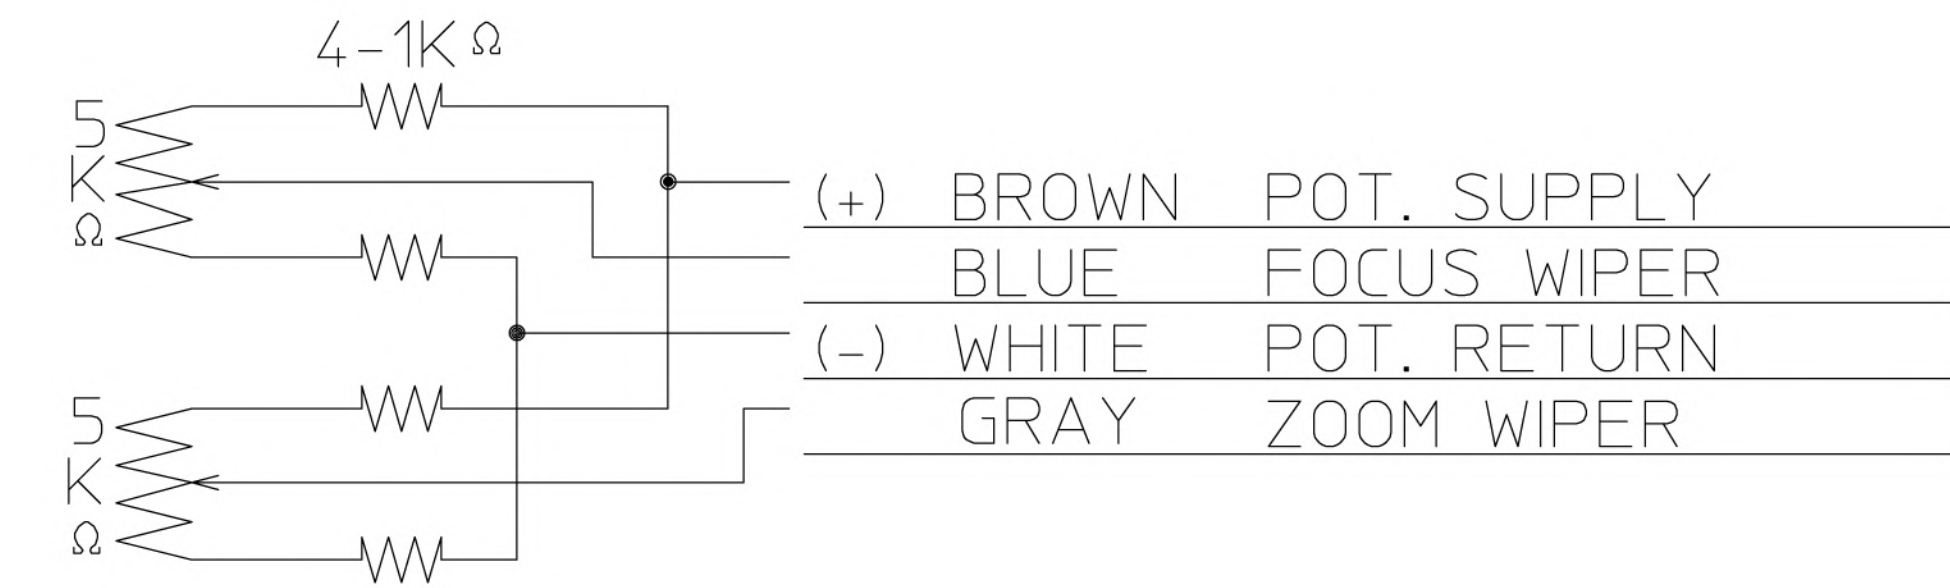 4-1K Ω
5
K
Ω
(+) BROWN POT. SUPPLY
BLUE FOCUS WIPER
(-) WHITE POT. RETURN
GRAY ZOOM WIPER
5
K
Ω